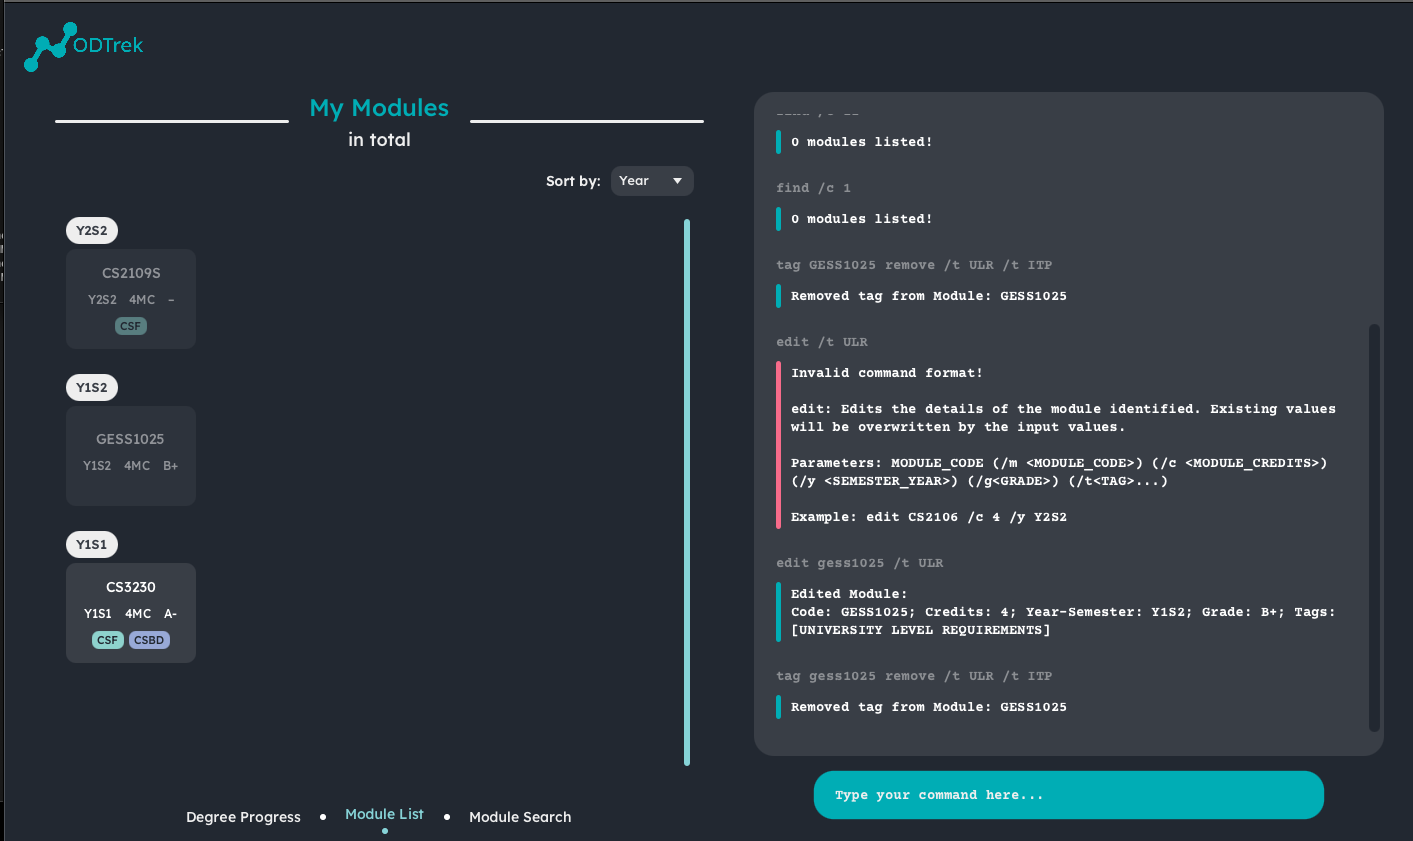 ODTrek
My Modules
in total
Sort by: Year
Y2S2
CS2109S
Y2S2 4MC –
CSF
Y1S2
GESS1025
Y1S2 4MC B+
Y1S1
CS3230
Y1S1 4MC A-
CSF CSBD
Degree Progress • Module List • Module Search
0 modules listed!
find /c 1
0 modules listed!
tag GESS1025 remove /t ULR /t ITP
Removed tag from Module: GESS1025
edit /t ULR
Invalid command format!
edit: Edits the details of the module identified. Existing values
will be overwritten by the input values.
Parameters: MODULE_CODE (/m <MODULE_CODE>) (/c <MODULE_CREDITS>)
(/y <SEMESTER_YEAR>) (/g<GRADE>) (/t<TAG>...)
Example: edit CS2106 /c 4 /y Y2S2
edit gess1025 /t ULR
Edited Module:
Code: GESS1025; Credits: 4; Year-Semester: Y1S2; Grade: B+; Tags:
[UNIVERSITY LEVEL REQUIREMENTS]
tag gess1025 remove /t ULR /t ITP
Removed tag from Module: GESS1025
Type your command here...